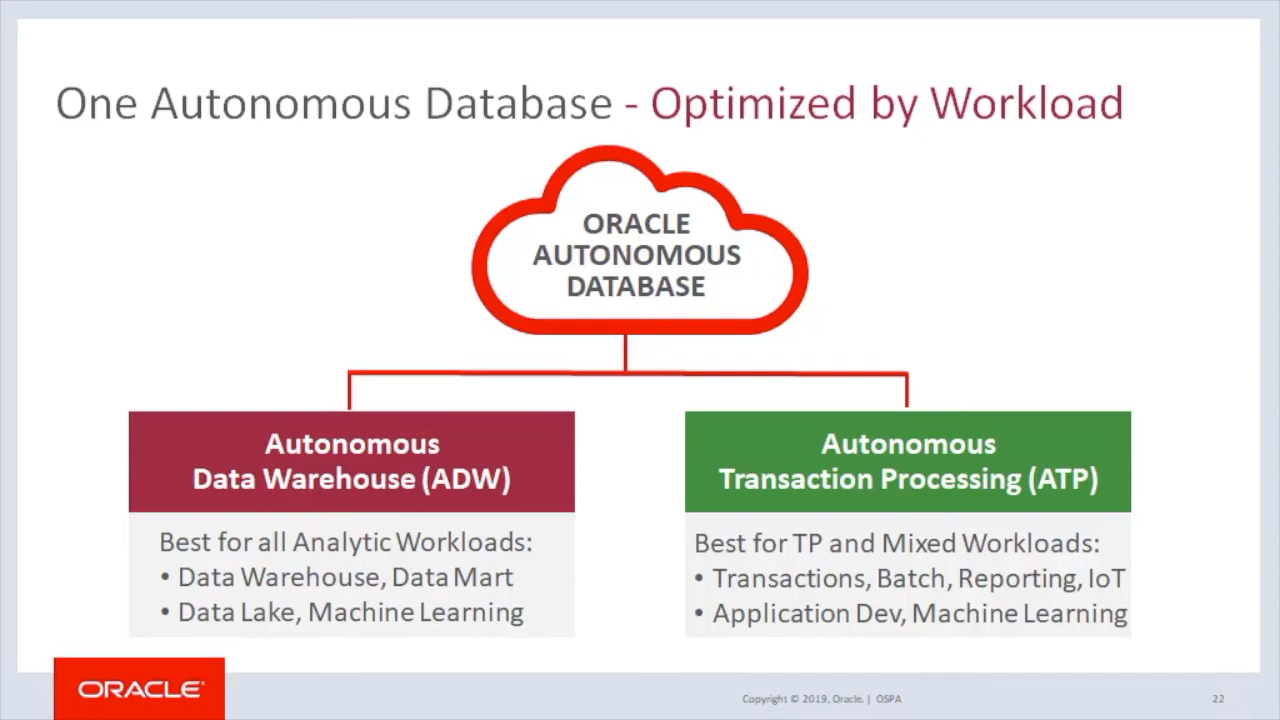 One Autonomous Database - Optimized by Workload
ORACLE
AUTONOMOUS
DATABASE
Autonomous
Data Warehouse (ADW)
Best for all Analytic Workloads:
• Data Warehouse, Data Mart
• Data Lake, Machine Learning
Autonomous
Transaction Processing (ATP)
Best for TP and Mixed Workloads:
• Transactions, Batch, Reporting, IoT
• Application Dev, Machine Learning
ORACLE®
Copyright © 2019, Oracle. | OSPA
22